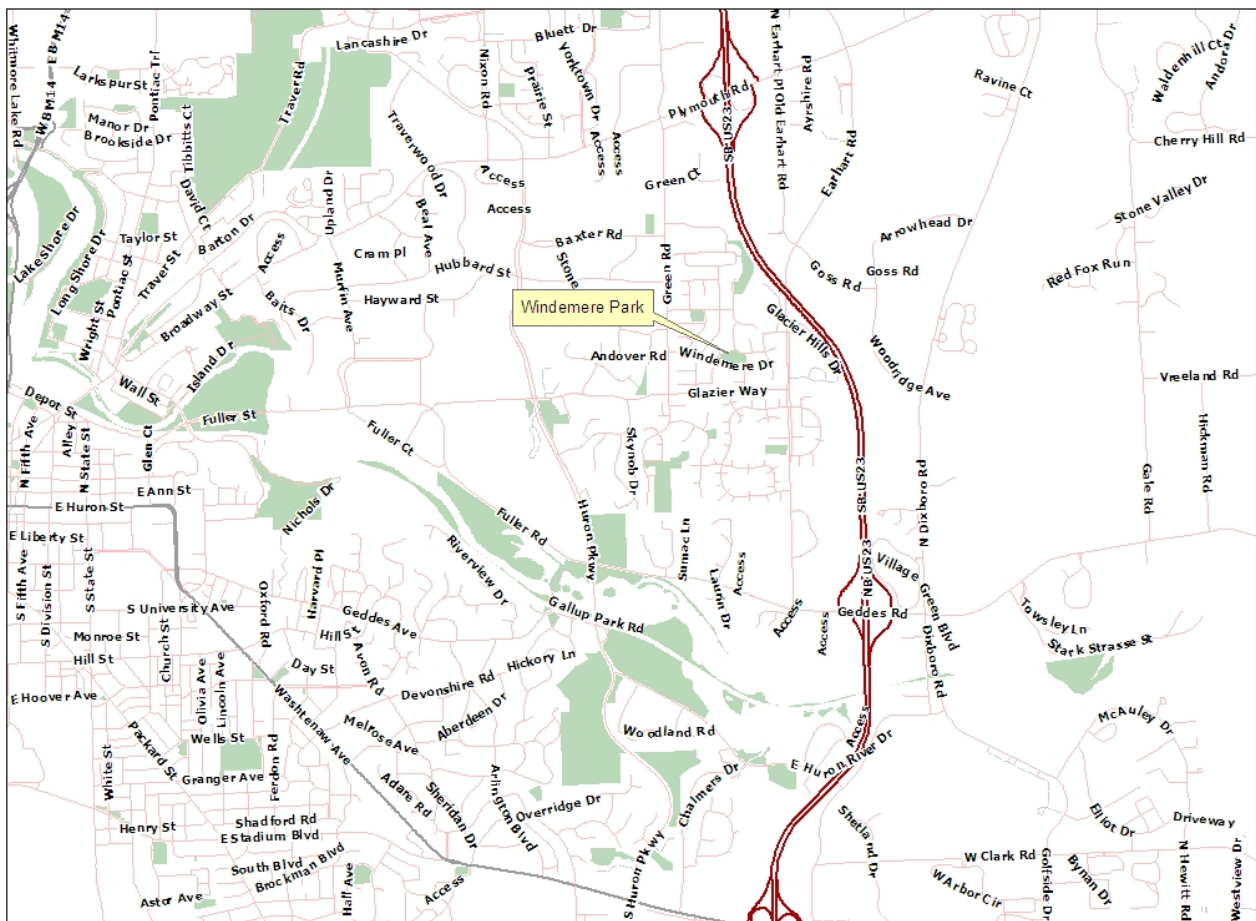 Whitmore Lake Rd
WB M14
EB M14
Larkspur St
Pontiac Trl
Traver Rd
Lancashire Dr
Nixon Rd
Bluett Dr
Yorktown Dr
Prairie St
Access
Access
Plymouth Rd
SB US23
N Earhart Pl
Old Earhart Rd
Ayrshire Rd
Earhart Rd
Ravine Ct
Waldenhill Ct
Andora Dr
Cherry Hill Rd
Manor Dr
Brookside Dr
Tibbitts Ct
David Ct
Traverwood Dr
Access
Access
Green Ct
Lake Shore Dr
Long Shore Dr
Taylor St
Pontiac St
Traver St
Barton Dr
Access
Upland Dr
Beal Ave
Cram Pl
Hubbard St
Baxter Rd
Stone
Green Rd
Arrowhead Dr
Stone Valley Dr
Goss Rd
Goss Rd
Red Fox Run
Wright St
Broadway St
Baits Dr
Murfin Ave
Hayward St
Windemere Park
Glacier Hills Dr
Woodridge Ave
Andover Rd
Windemere Dr
Glazier Way
Vreeland Rd
Island Dr
Wall St
Depot St
Fuller St
Fuller Ct
Skynob Dr
N Fifth Ave
Alley
N State St
Glen Ct
E Ann St
E Huron St
Nichols Dr
Huron Pkwy
SB US23
N Dixboro Rd
Gale Rd
Hickman Rd
E Liberty St
S Fifth Ave
S Division St
S State St
Fuller Rd
Riverview Dr
Sumac Ln
Laurin Dr
Access
Access
Access
NB US23
Village Green Blvd
Geddes Rd
Dixboro Rd
Towsley Ln
Stark Strasse St
S University Ave
Oxford Rd
Harvard Pl
Geddes Ave
Gallup Park Rd
Monroe St
Hill St
Church St
Hill St
Day St
Avon Rd
Devonshire Rd
Hickory Ln
E Hoover Ave
Olivia Ave
Lincoln Ave
Washtenaw Ave
Melrose Ave
Aberdeen Dr
Woodland Rd
Access
McAuley Dr
Packard St
Wells St
White St
Granger Ave
Ferdon Rd
Adare Rd
Sheridan Dr
Arlington Blvd
Overridge Dr
Chalmers Dr
E Huron River Dr
Henry St
Shadford Rd
E Stadium Blvd
South Blvd
Brockman Blvd
Astor Ave
Hall Ave
Access
S Huron Pkwy
Shetland Dr
Elliot Dr
Driveway
W Clark Rd
W Arbor Cir
Golfside Dr
Bynan Dr
N Hewitt Rd
Westview Dr